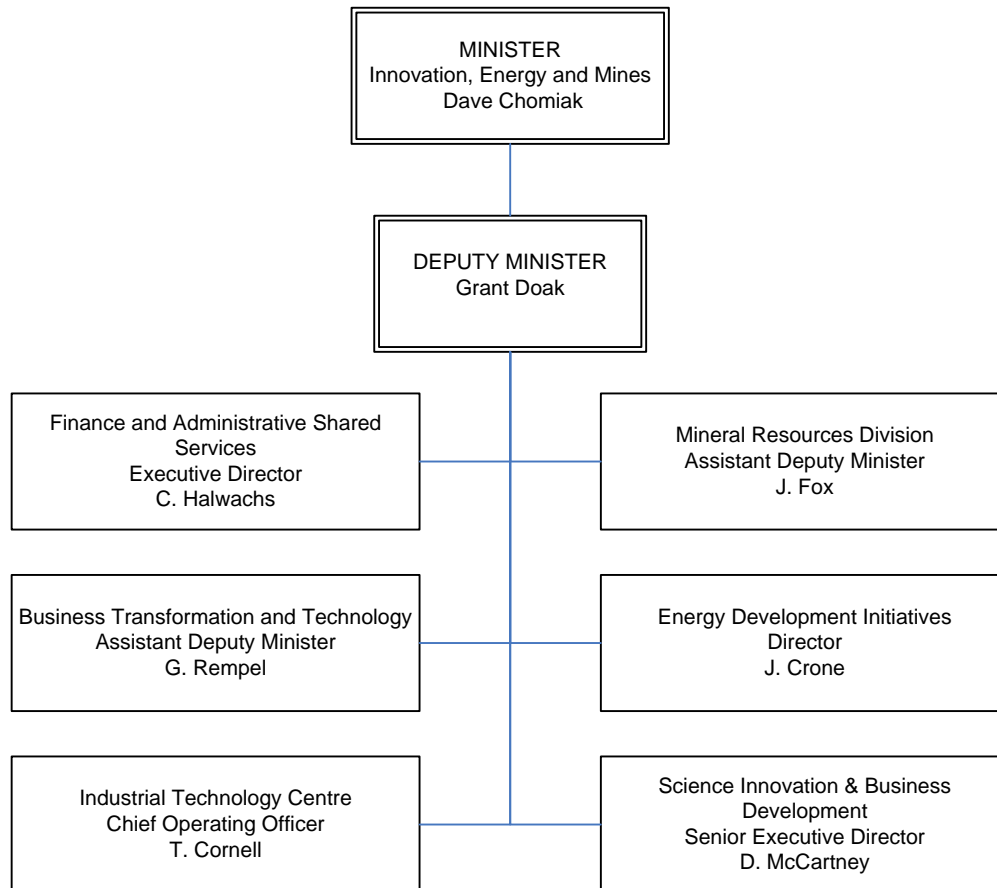 MINISTER
Innovation, Energy and Mines
Dave Chomiak
DEPUTY MINISTER
Grant Doak
Finance and Administrative Shared
Services
Executive Director
C. Halwachs
Mineral Resources Division
Assistant Deputy Minister
J. Fox
Business Transformation and Technology
Assistant Deputy Minister
G. Rempel
Energy Development Initiatives
Director
J. Crone
Industrial Technology Centre
Chief Operating Officer
T. Cornell
Science Innovation & Business
Development
Senior Executive Director
D. McCartney